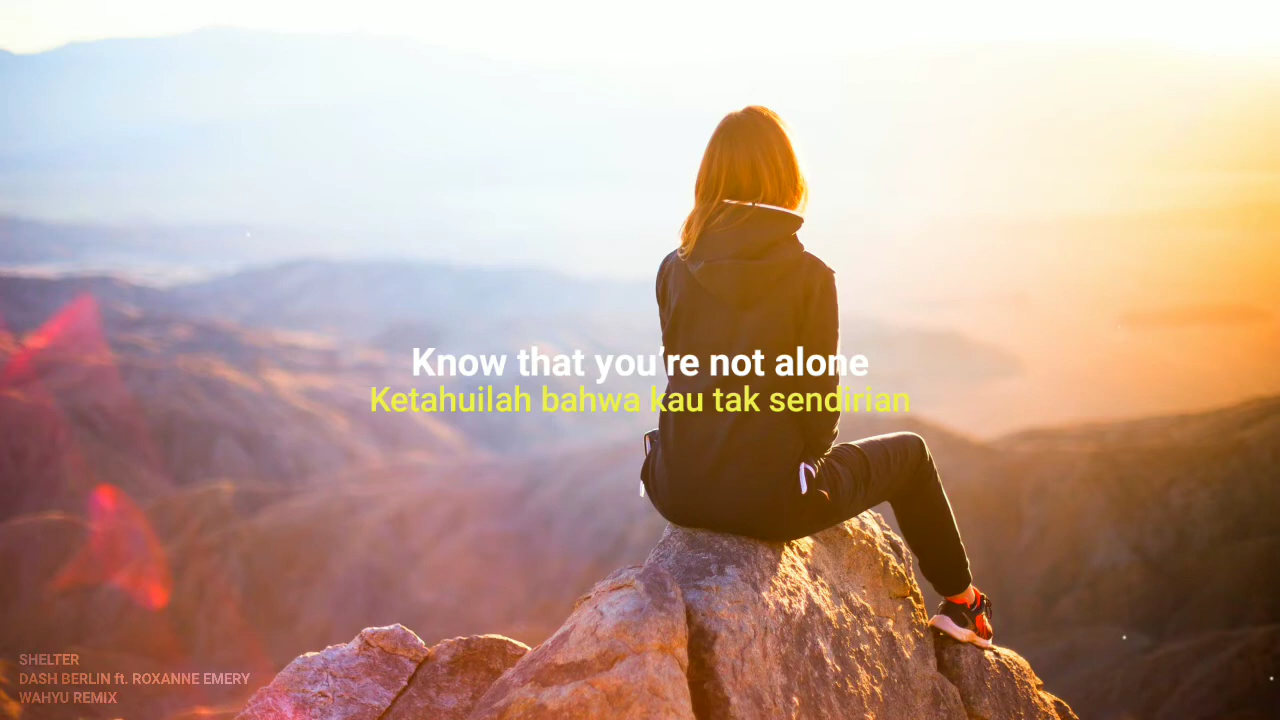 Know that you're not alone
Ketahuilah bahwa kau tak sendirian
SHELTER
DASH BERLIN ft. ROXANNE EMERY
WAHYU REMIX